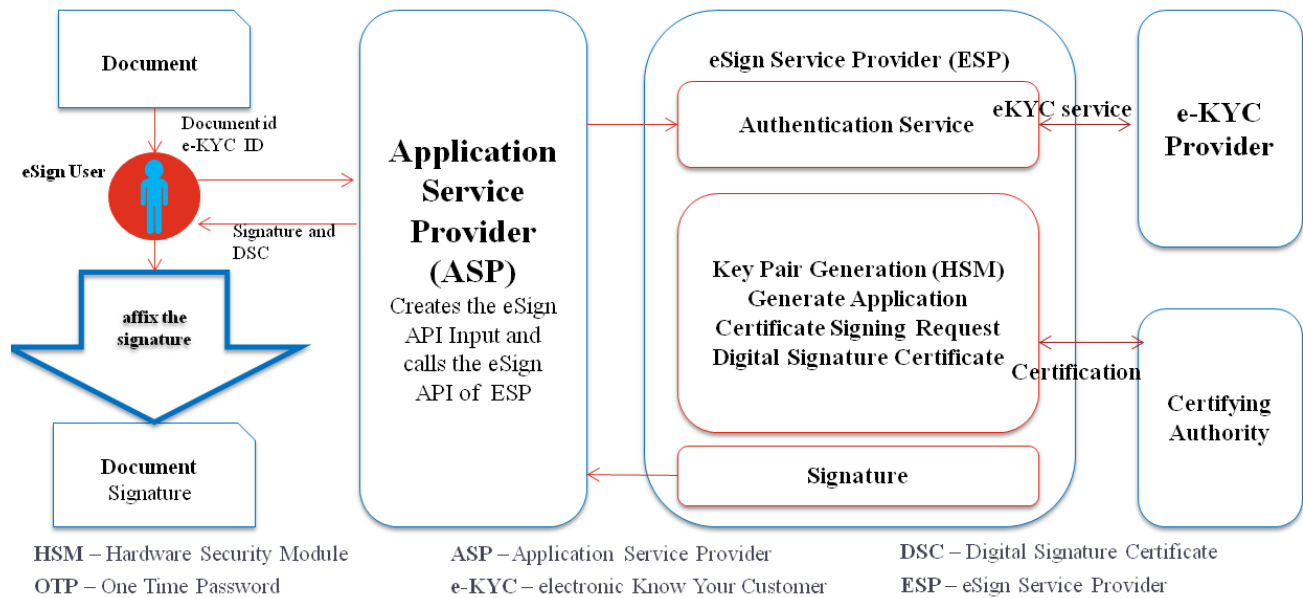 Document
Document id
e-KYC ID
eSign User
Signature and
DSC
affix the
signature
Document
Signature
Application
Service
Provider
(ASP)
Creates the eSign
API Input and
calls the eSign
API of ESP
eSign Service Provider (ESP)
Authentication Service
eKYC service
e-KYC
Provider
Key Pair Generation (HSM)
Generate Application
Certificate Signing Request
Digital Signature Certificate
Certification
Certifying
Authority
Signature
HSM – Hardware Security Module
ASP – Application Service Provider
DSC – Digital Signature Certificate
OTP – One Time Password
e-KYC – electronic Know Your Customer
ESP – eSign Service Provider